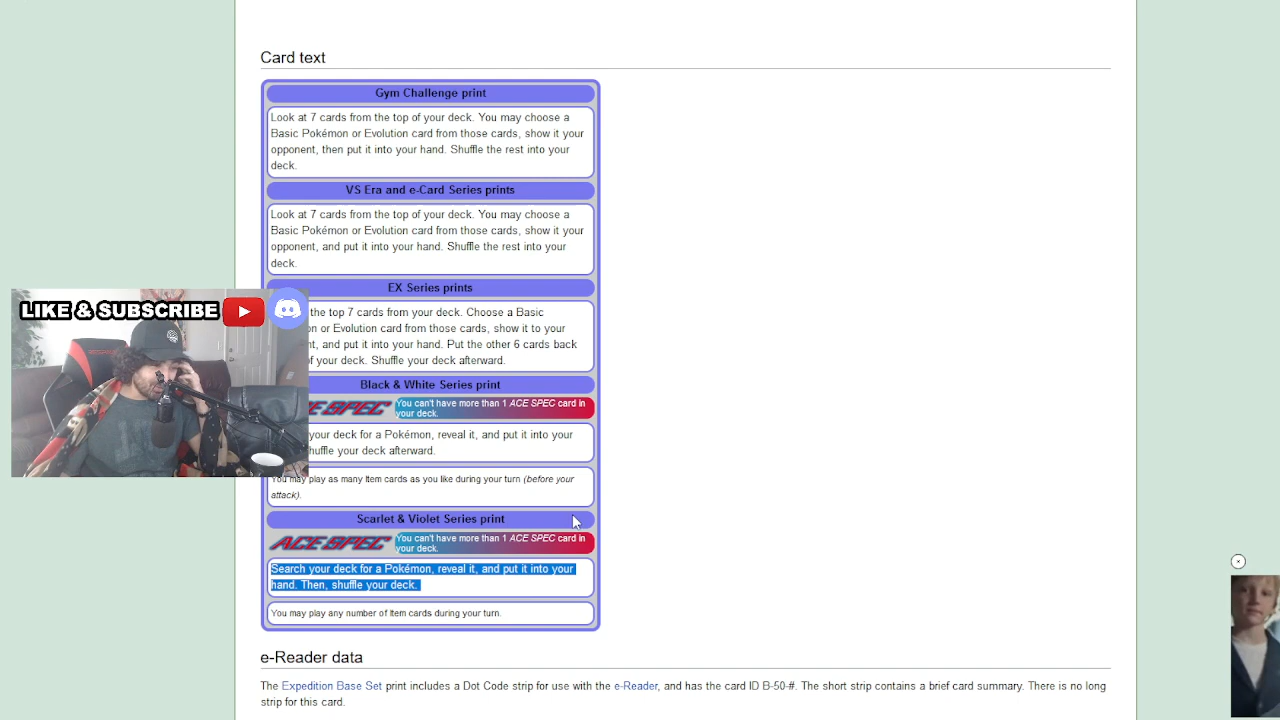 Card text
Gym Challenge print
Look at 7 cards from the top of your deck. You may choose a
Basic Pokémon or Evolution card from those cards, show it your
opponent, then put it into your hand. Shuffle the rest into your
deck.
VS Era and e-Card Series prints
Look at 7 cards from the top of your deck. You may choose a
Basic Pokémon or Evolution card from those cards, show it your
opponent, and put it into your hand. Shuffle the rest into your
deck.
EX Series prints
the top 7 cards from your deck. Choose a Basic
or Evolution card from those cards, show it to your
and put it into your hand. Put the other 6 cards back
of your deck. Shuffle your deck afterward.
LIKE & SUBSCRIBE
Black & White Series print
SPEC
You can't have more than 1 ACE SPEC card in
your deck.
your deck for a Pokémon, reveal it, and put it into your
shuffle your deck afterward.
You may play as many Item cards as you like during your turn (before your
attack).
Scarlet & Violet Series print
ACE SPEC
You can't have more than 1 ACE SPEC card in
your deck.
Search your deck for a Pokémon, reveal it, and put it into your
hand. Then, shuffle your deck.
You may play any number of Item cards during your turn.
e-Reader data
The Expedition Base Set print includes a Dot Code strip for use with the e-Reader, and has the card ID B-50-#. The short strip contains a brief card summary. There is no long
strip for this card.